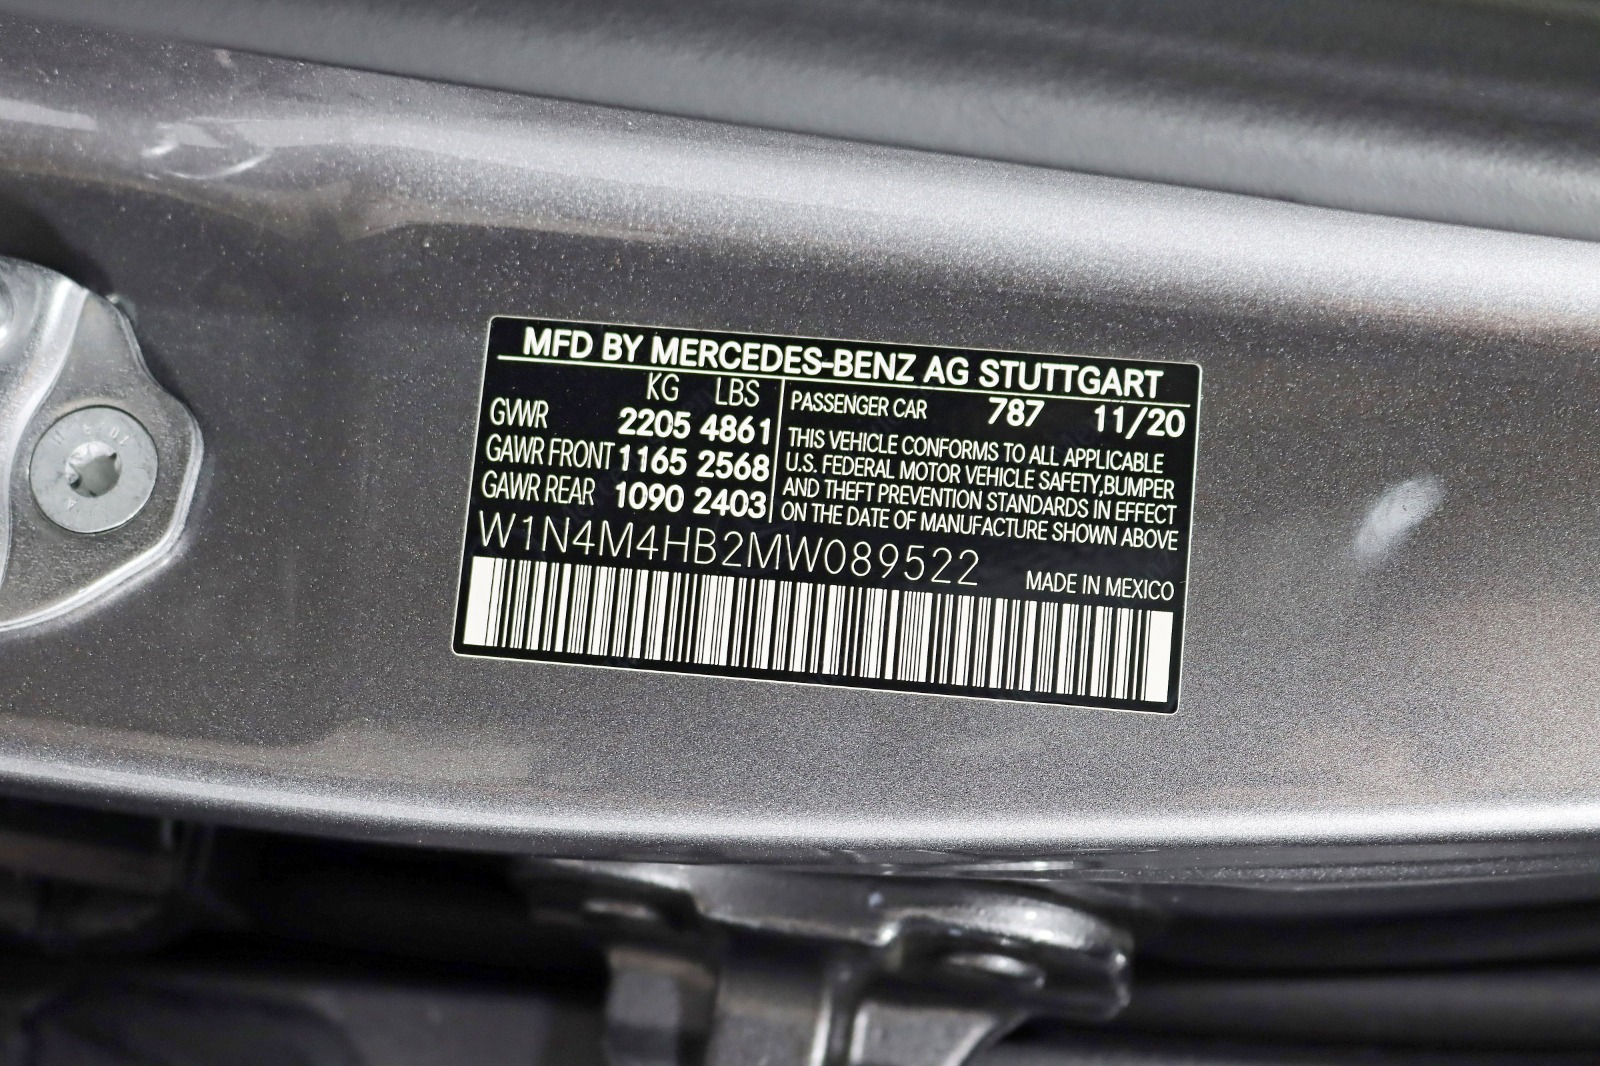 MFD BY MERCEDES-BENZ AG STUTTGART
KG LBS
GVWR 2205 4861
GAWR FRONT 1165 2568
GAWR REAR 1090 2403
PASSENGER CAR 787 11/20
THIS VEHICLE CONFORMS TO ALL APPLICABLE
U.S. FEDERAL MOTOR VEHICLE SAFETY,BUMPER
AND THEFT PREVENTION STANDARDS IN EFFECT
ON THE DATE OF MANUFACTURE SHOWN ABOVE
W1N4M4HB2MW089522
MADE IN MEXICO